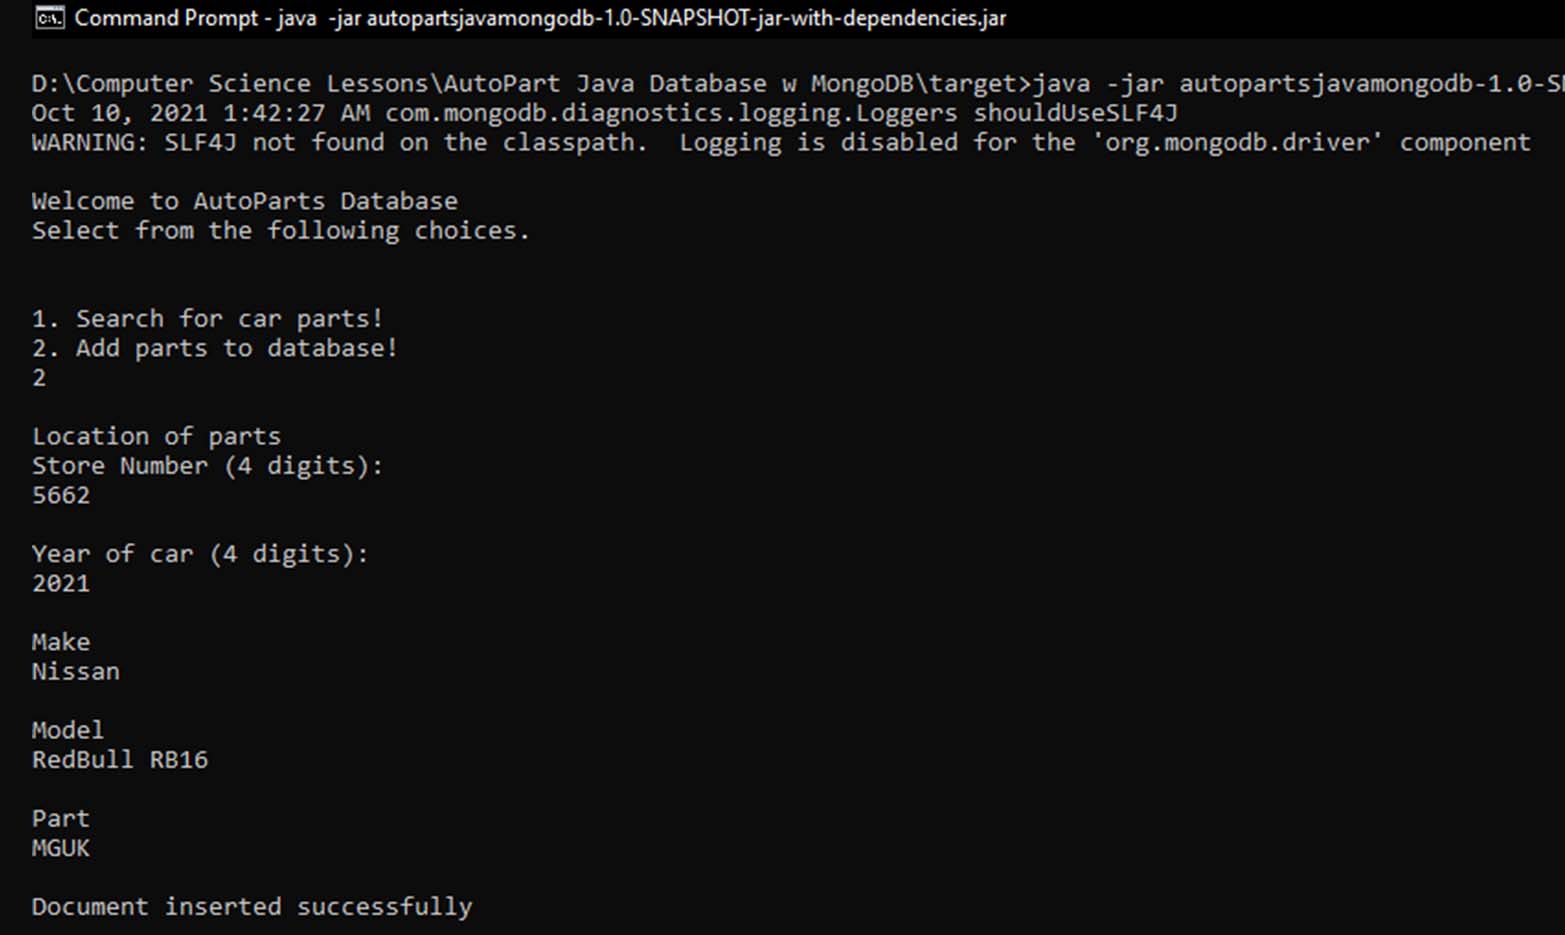 Command Prompt - java -jar autopartsjavamongodb-1.0-SNAPSHOT-jar-with-dependencies.jar
D:\Computer Science Lessons\AutoPart Java Database w MongoDB\target>java -jar autopartsjavamongodb-1.0-S
Oct 10, 2021 1:42:27 AM com.mongodb.diagnostics.logging.Loggers shouldUseSLF4J
WARNING: SLF4J not found on the classpath.  Logging is disabled for the 'org.mongodb.driver' component
Welcome to AutoParts Database
Select from the following choices.
1. Search for car parts!
2. Add parts to database!
2
Location of parts
Store Number (4 digits):
5662
Year of car (4 digits):
2021
Make
Nissan
Model
RedBull RB16
Part
MGUK
Document inserted successfully